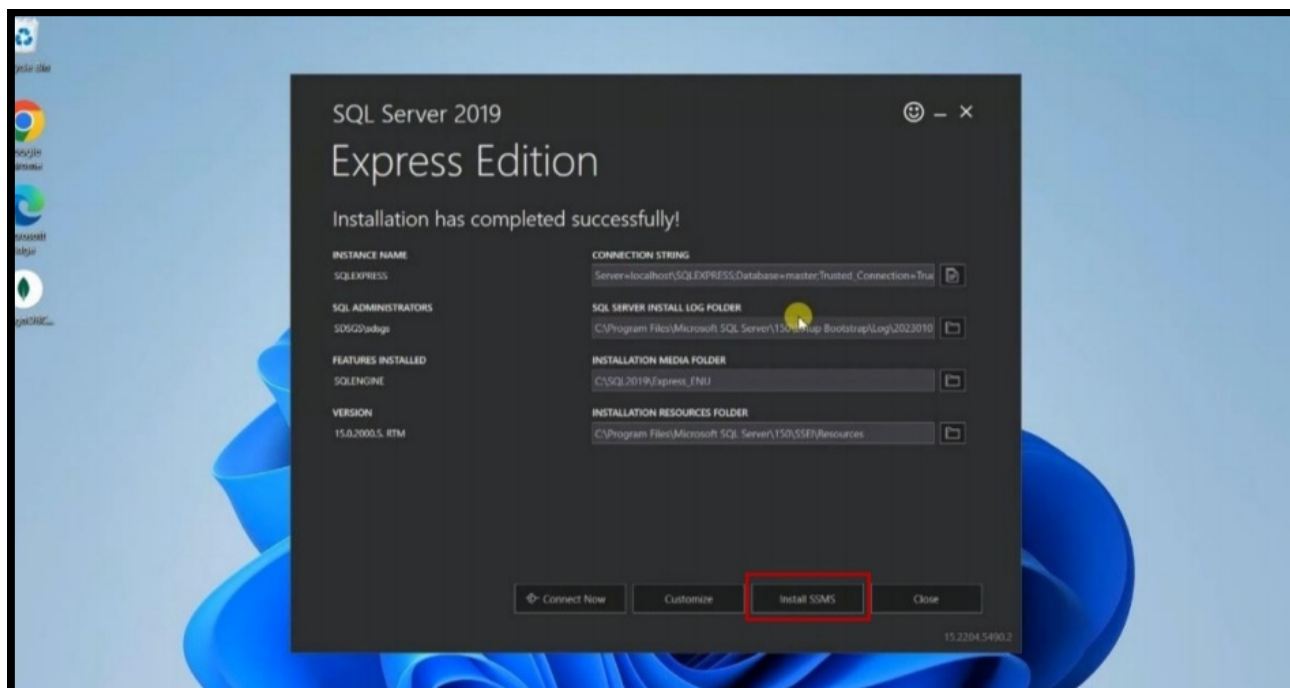 SQL Server 2019
Express Edition
Installation has completed successfully!
INSTANCE NAME
SQLEXPRESS
CONNECTION STRING
Server=localhost\SQLEXPRESS;Database=master;Trusted_Connection=True
SQL ADMINISTRATORS
SQL SERVER INSTALL LOG FOLDER
C:\Program Files\Microsoft SQL Server\150\ Bootstrap\Log\2023010
FEATURES INSTALLED
SQLENGINE
INSTALLATION MEDIA FOLDER
C:\SQL2019\Express_ENU
VERSION
15.0.2000.5. RTM
INSTALLATION RESOURCES FOLDER
C:\Program Files\Microsoft SQL Server\150\SSEI\Resources
Connect Now
Customize
Install SSMS
Close
15.2204.5490.2